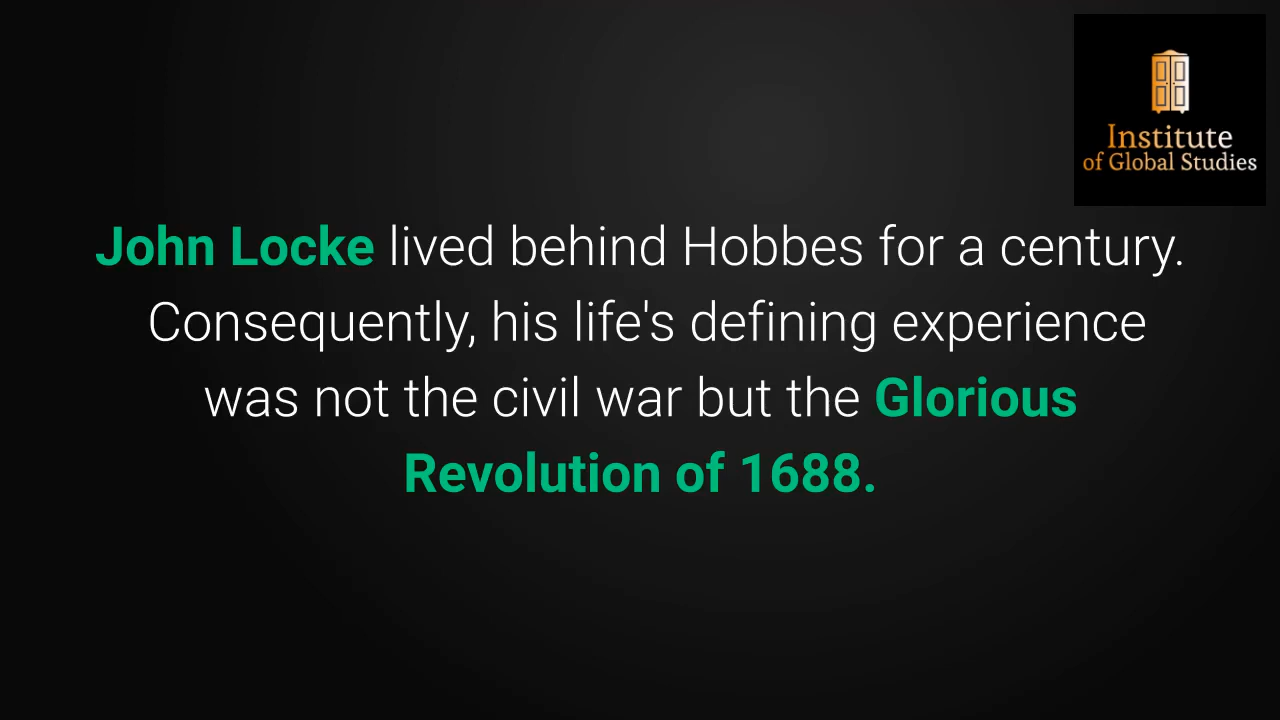 Institute
of Global Studies
John Locke lived behind Hobbes for a century.
Consequently, his life's defining experience
was not the civil war but the Glorious
Revolution of 1688.